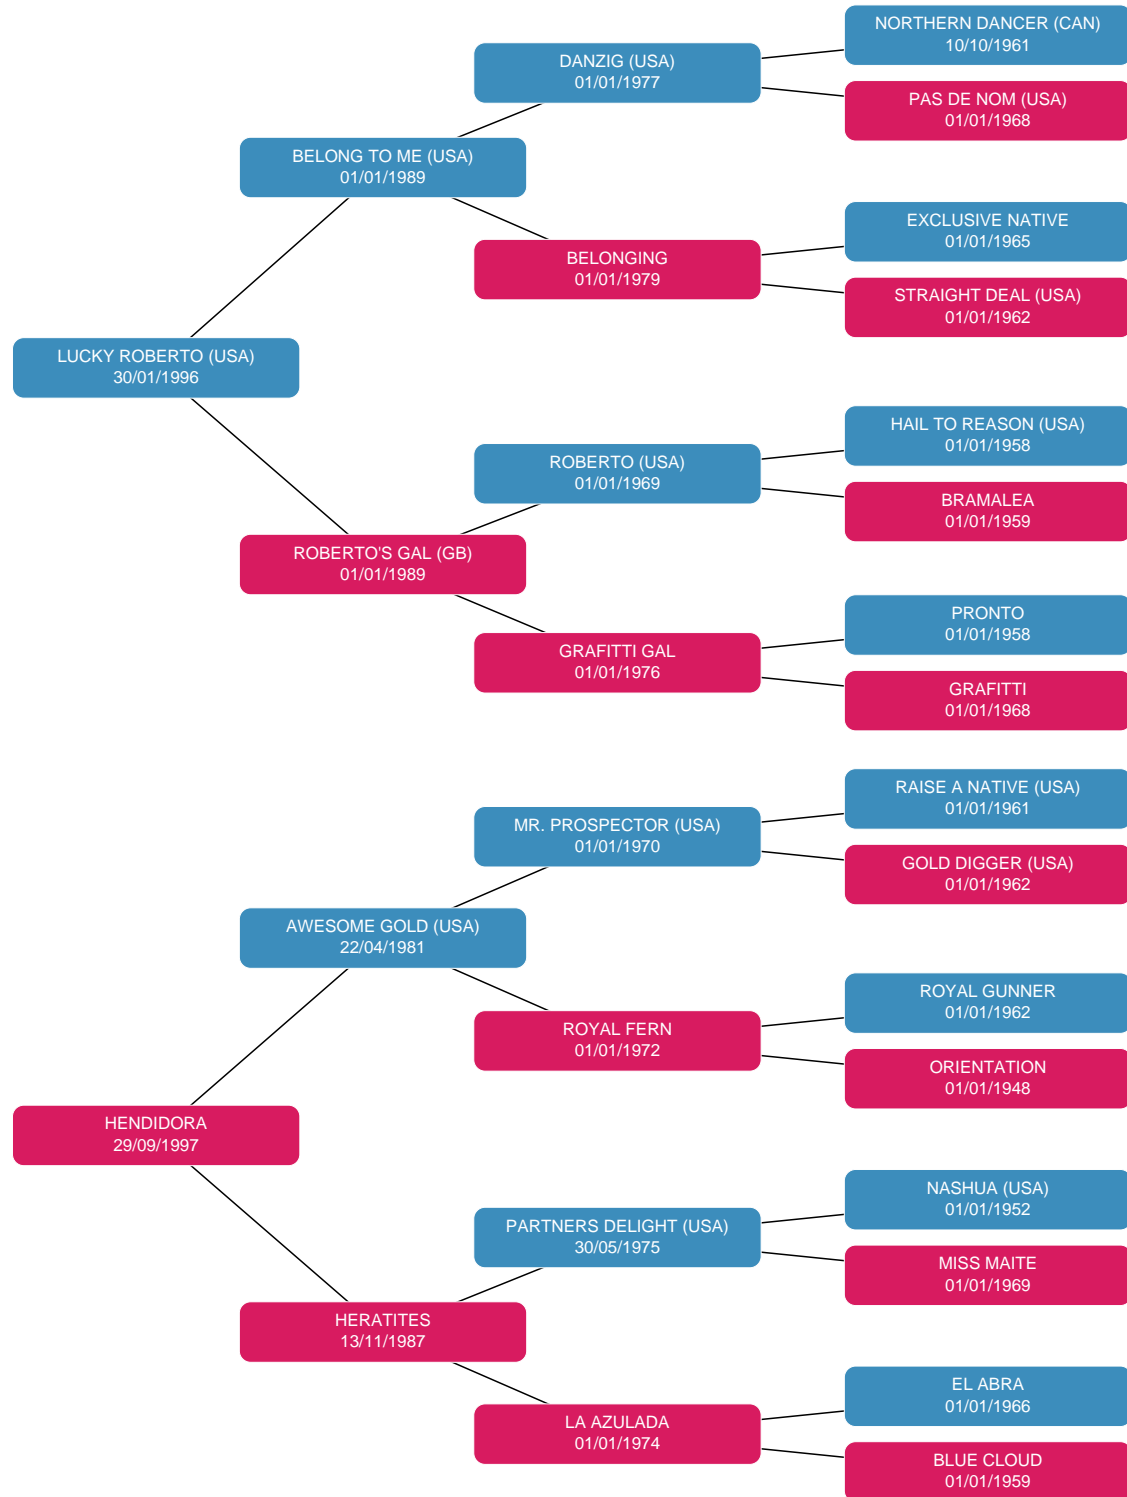 NORTHERN DANCER (CAN)
10/10/1961
DANZIG (USA)
01/01/1977
PAS DE NOM (USA)
01/01/1968
BELONG TO ME (USA)
01/01/1989
EXCLUSIVE NATIVE
01/01/1965
BELONGING
01/01/1979
STRAIGHT DEAL (USA)
01/01/1962
LUCKY ROBERTO (USA)
30/01/1996
HAIL TO REASON (USA)
01/01/1958
ROBERTO (USA)
01/01/1969
BRAMALEA
01/01/1959
ROBERTO'S GAL (GB)
01/01/1989
PRONTO
01/01/1958
GRAFITTI GAL
01/01/1976
GRAFITTI
01/01/1968
RAISE A NATIVE (USA)
01/01/1961
MR. PROSPECTOR (USA)
01/01/1970
GOLD DIGGER (USA)
01/01/1962
AWESOME GOLD (USA)
22/04/1981
ROYAL GUNNER
01/01/1962
ROYAL FERN
01/01/1972
ORIENTATION
01/01/1948
HENDIDORA
29/09/1997
NASHUA (USA)
01/01/1952
PARTNERS DELIGHT (USA)
30/05/1975
MISS MAITE
01/01/1969
HERATITES
13/11/1987
EL ABRA
01/01/1966
LA AZULADA
01/01/1974
BLUE CLOUD
01/01/1959